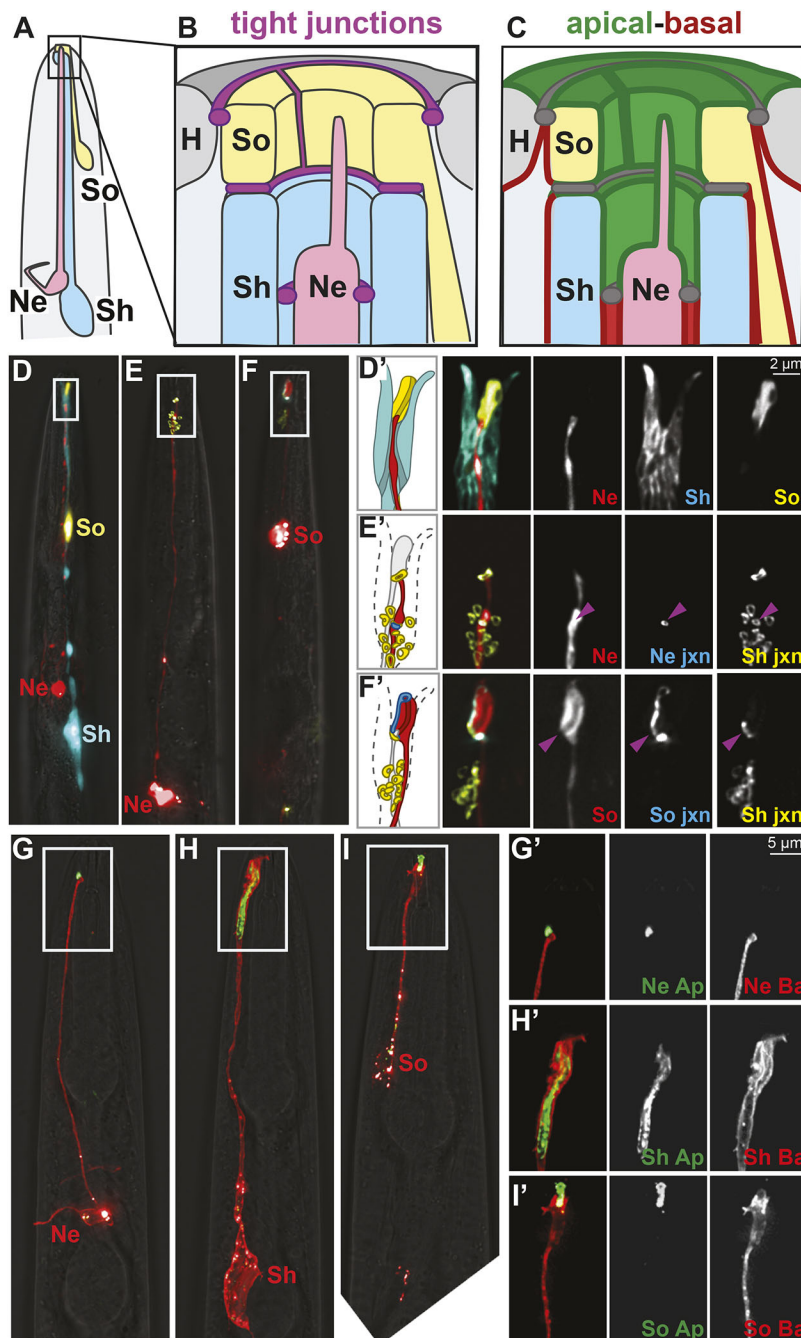 A
B
tight junctions
C
apical-basal
So
Ne
Sh
H
So
Sh
Ne
H
So
Sh
Ne
D
E
F
D'
2 µm
So
Ne
Sh
Ne
So
Ne
Sh
So
E'
Ne
Ne jxn
Sh jxn
F'
So
So jxn
Sh jxn
G
H
I
G'
5 µm
Ne
Sh
So
Ne Ap
Ne Ba
H'
Sh Ap
Sh Ba
I'
So Ap
So Ba